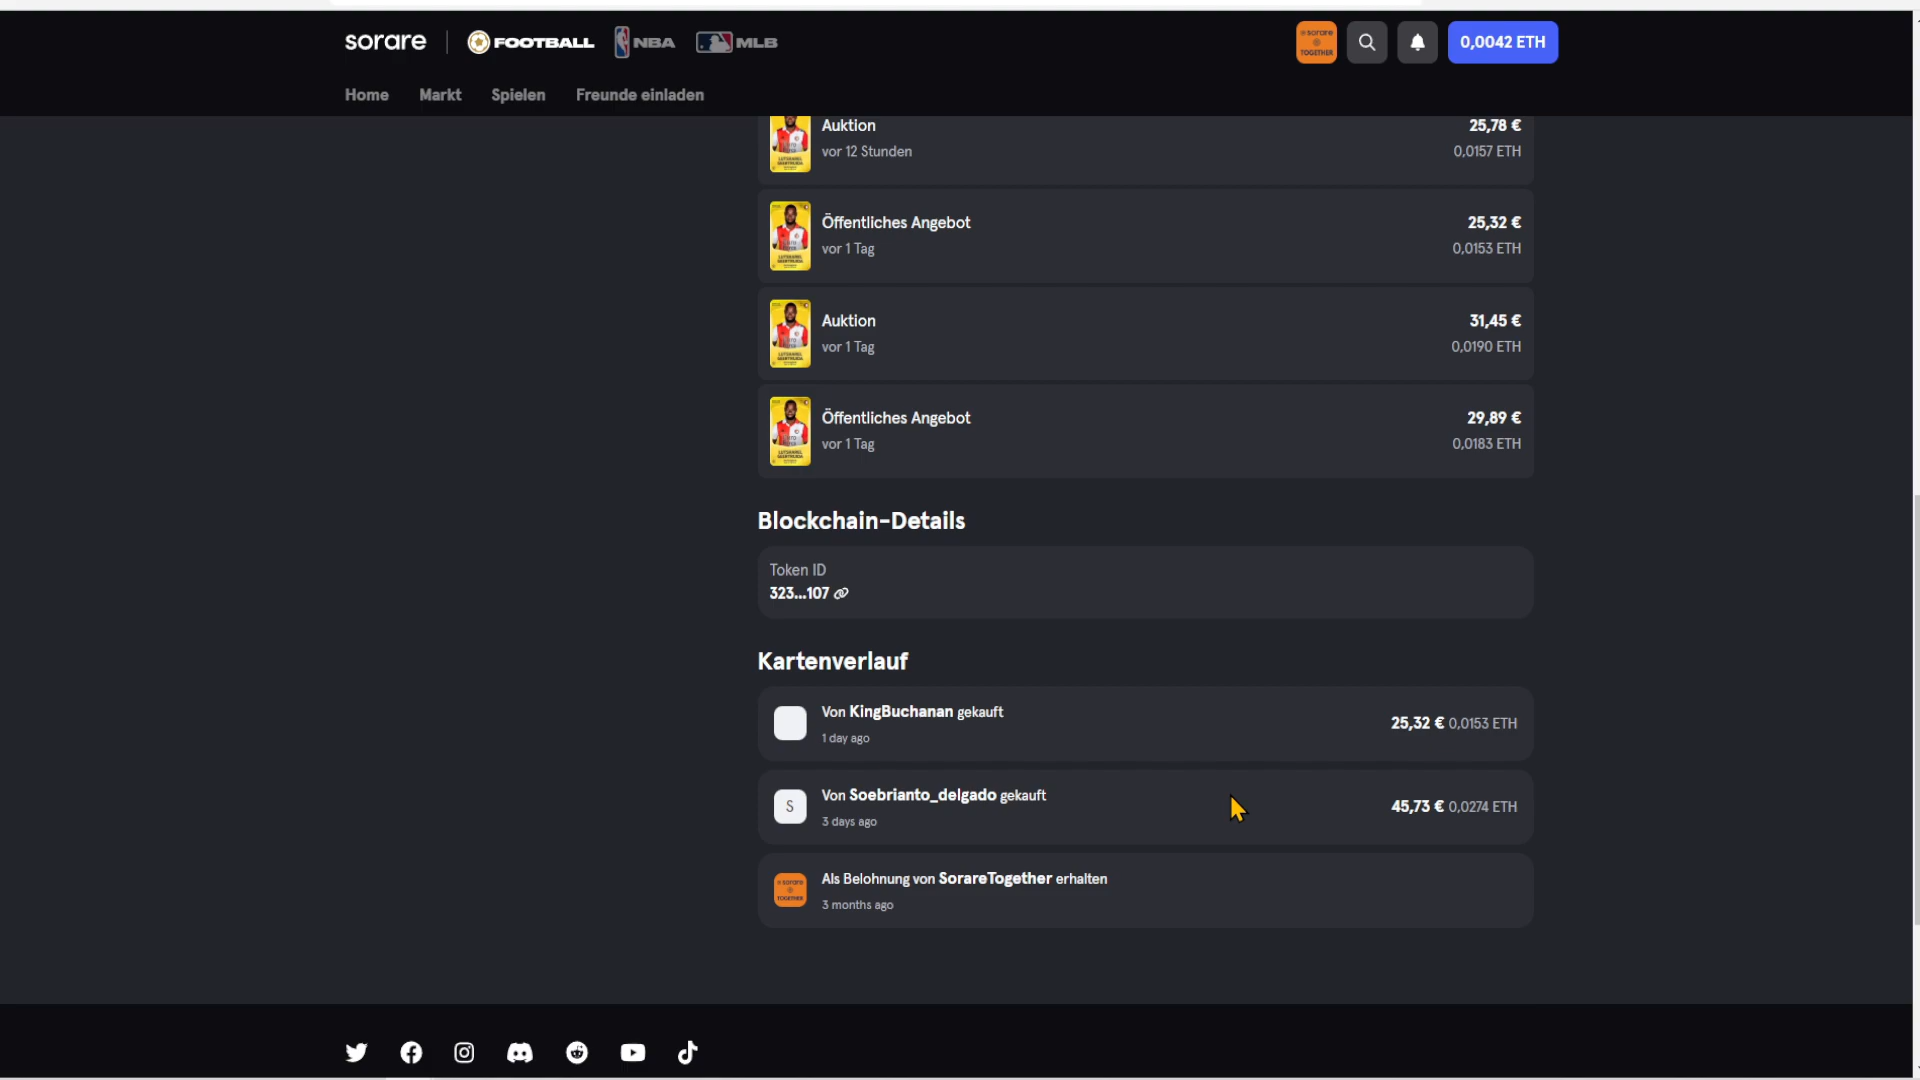 sorare FOOTBALL NBA MLB
sorare
TOGETHER
0,0042 ETH
Home Markt Spielen Freunde einladen
Auktion 25,78 €
vor 12 Stunden 0,0157 ETH
Öffentliches Angebot 25,32 €
vor 1 Tag 0,0153 ETH
Auktion 31,45 €
vor 1 Tag 0,0190 ETH
Öffentliches Angebot 29,89 €
vor 1 Tag 0,0183 ETH
Blockchain-Details
Token ID
323...107
Kartenverlauf
Von KingBuchanan gekauft 25,32 € 0,0153 ETH
1 day ago
S Von Soebrianto_delgado gekauft 45,73 € 0,0274 ETH
3 days ago
sorare
TOGETHER
Als Belohnung von SorareTogether erhalten
3 months ago